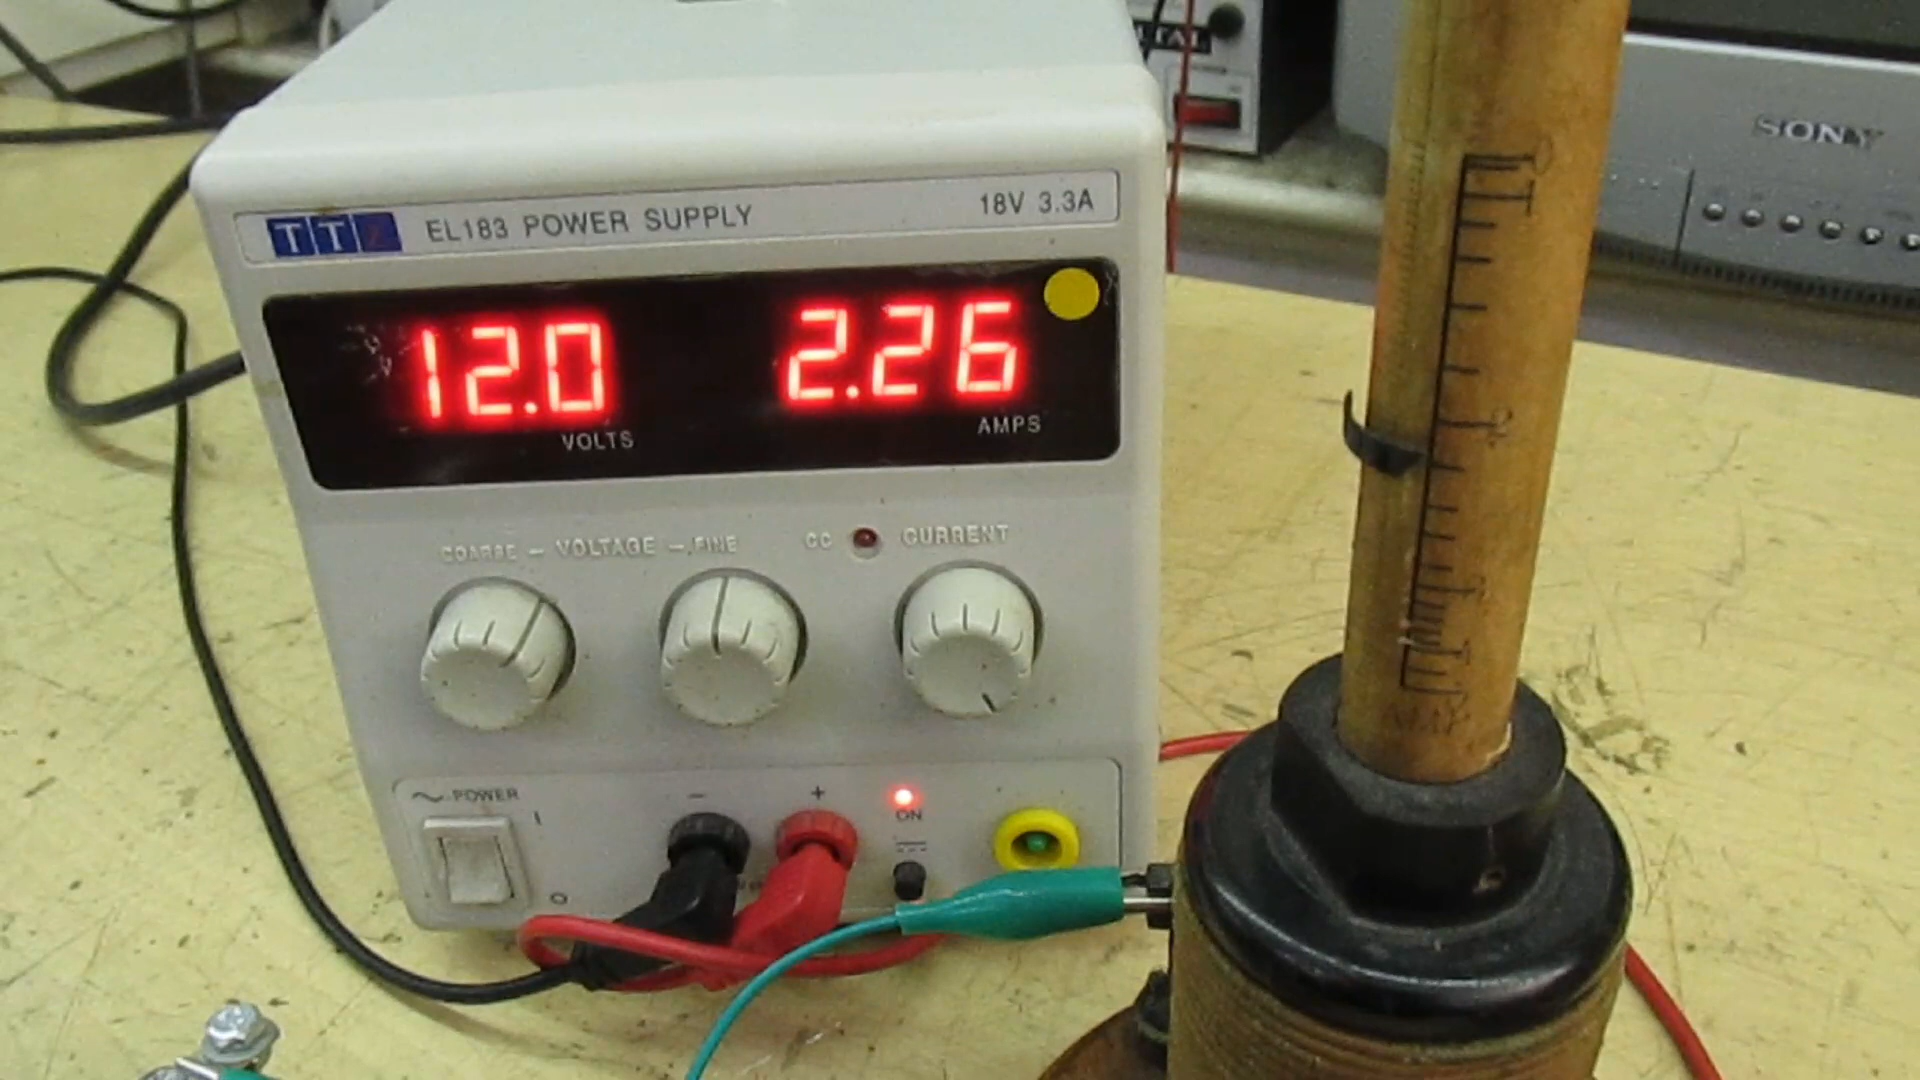 TTi EL183 POWER SUPPLY 18V 3.3A
12.0 2.26
VOLTS AMPS
COARSE – VOLTAGE – FINE CC CURRENT
POWER I − + ON
O
SONY